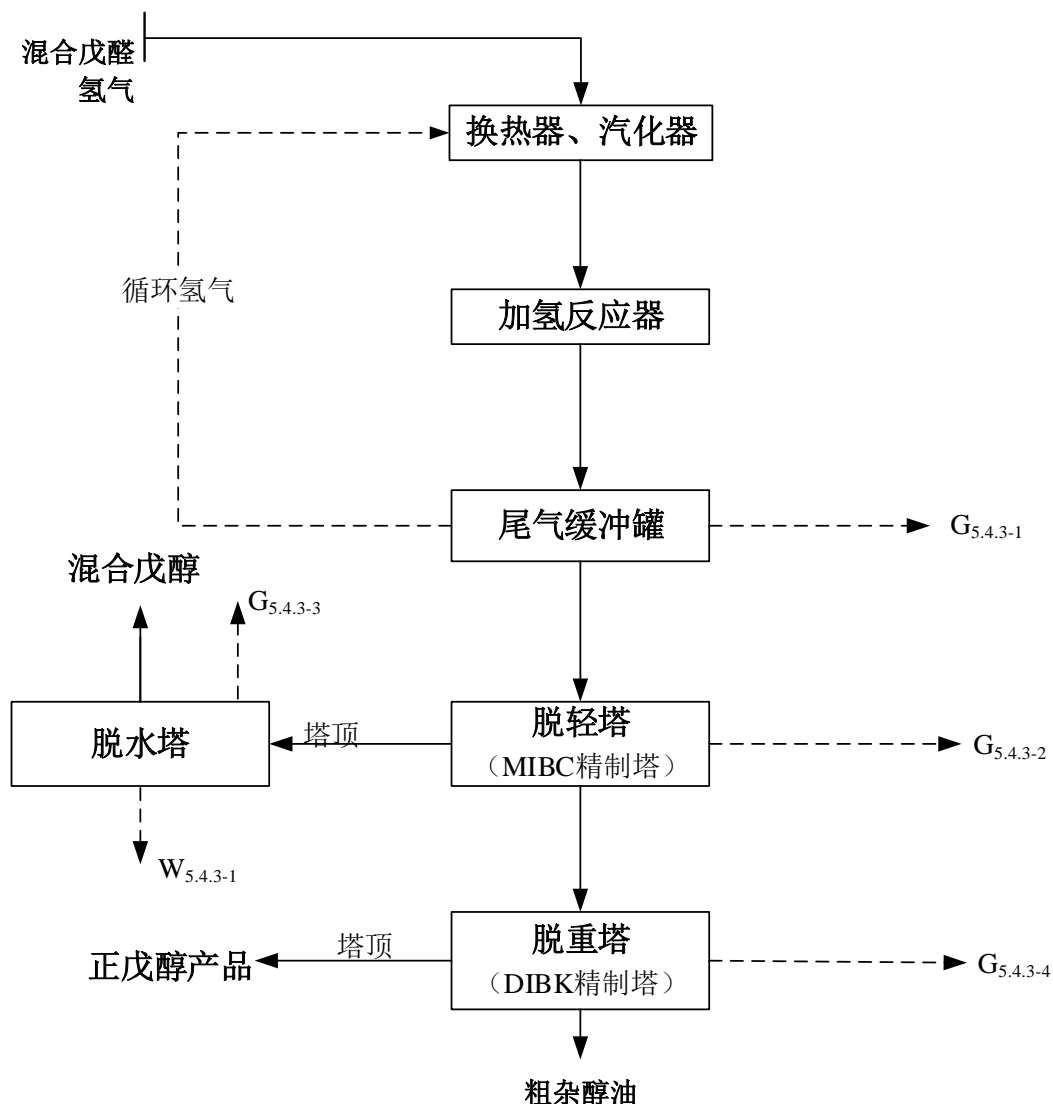 混合戊醛
氢气
换热器、汽化器
循环氢气
加氢反应器
尾气缓冲罐
G5.4.3-1
混合戊醇
G5.4.3-3
脱水塔
塔顶
脱轻塔
（MIBC精制塔）
G5.4.3-2
W5.4.3-1
正戊醇产品
塔顶
脱重塔
（DIBK精制塔）
G5.4.3-4
粗杂醇油